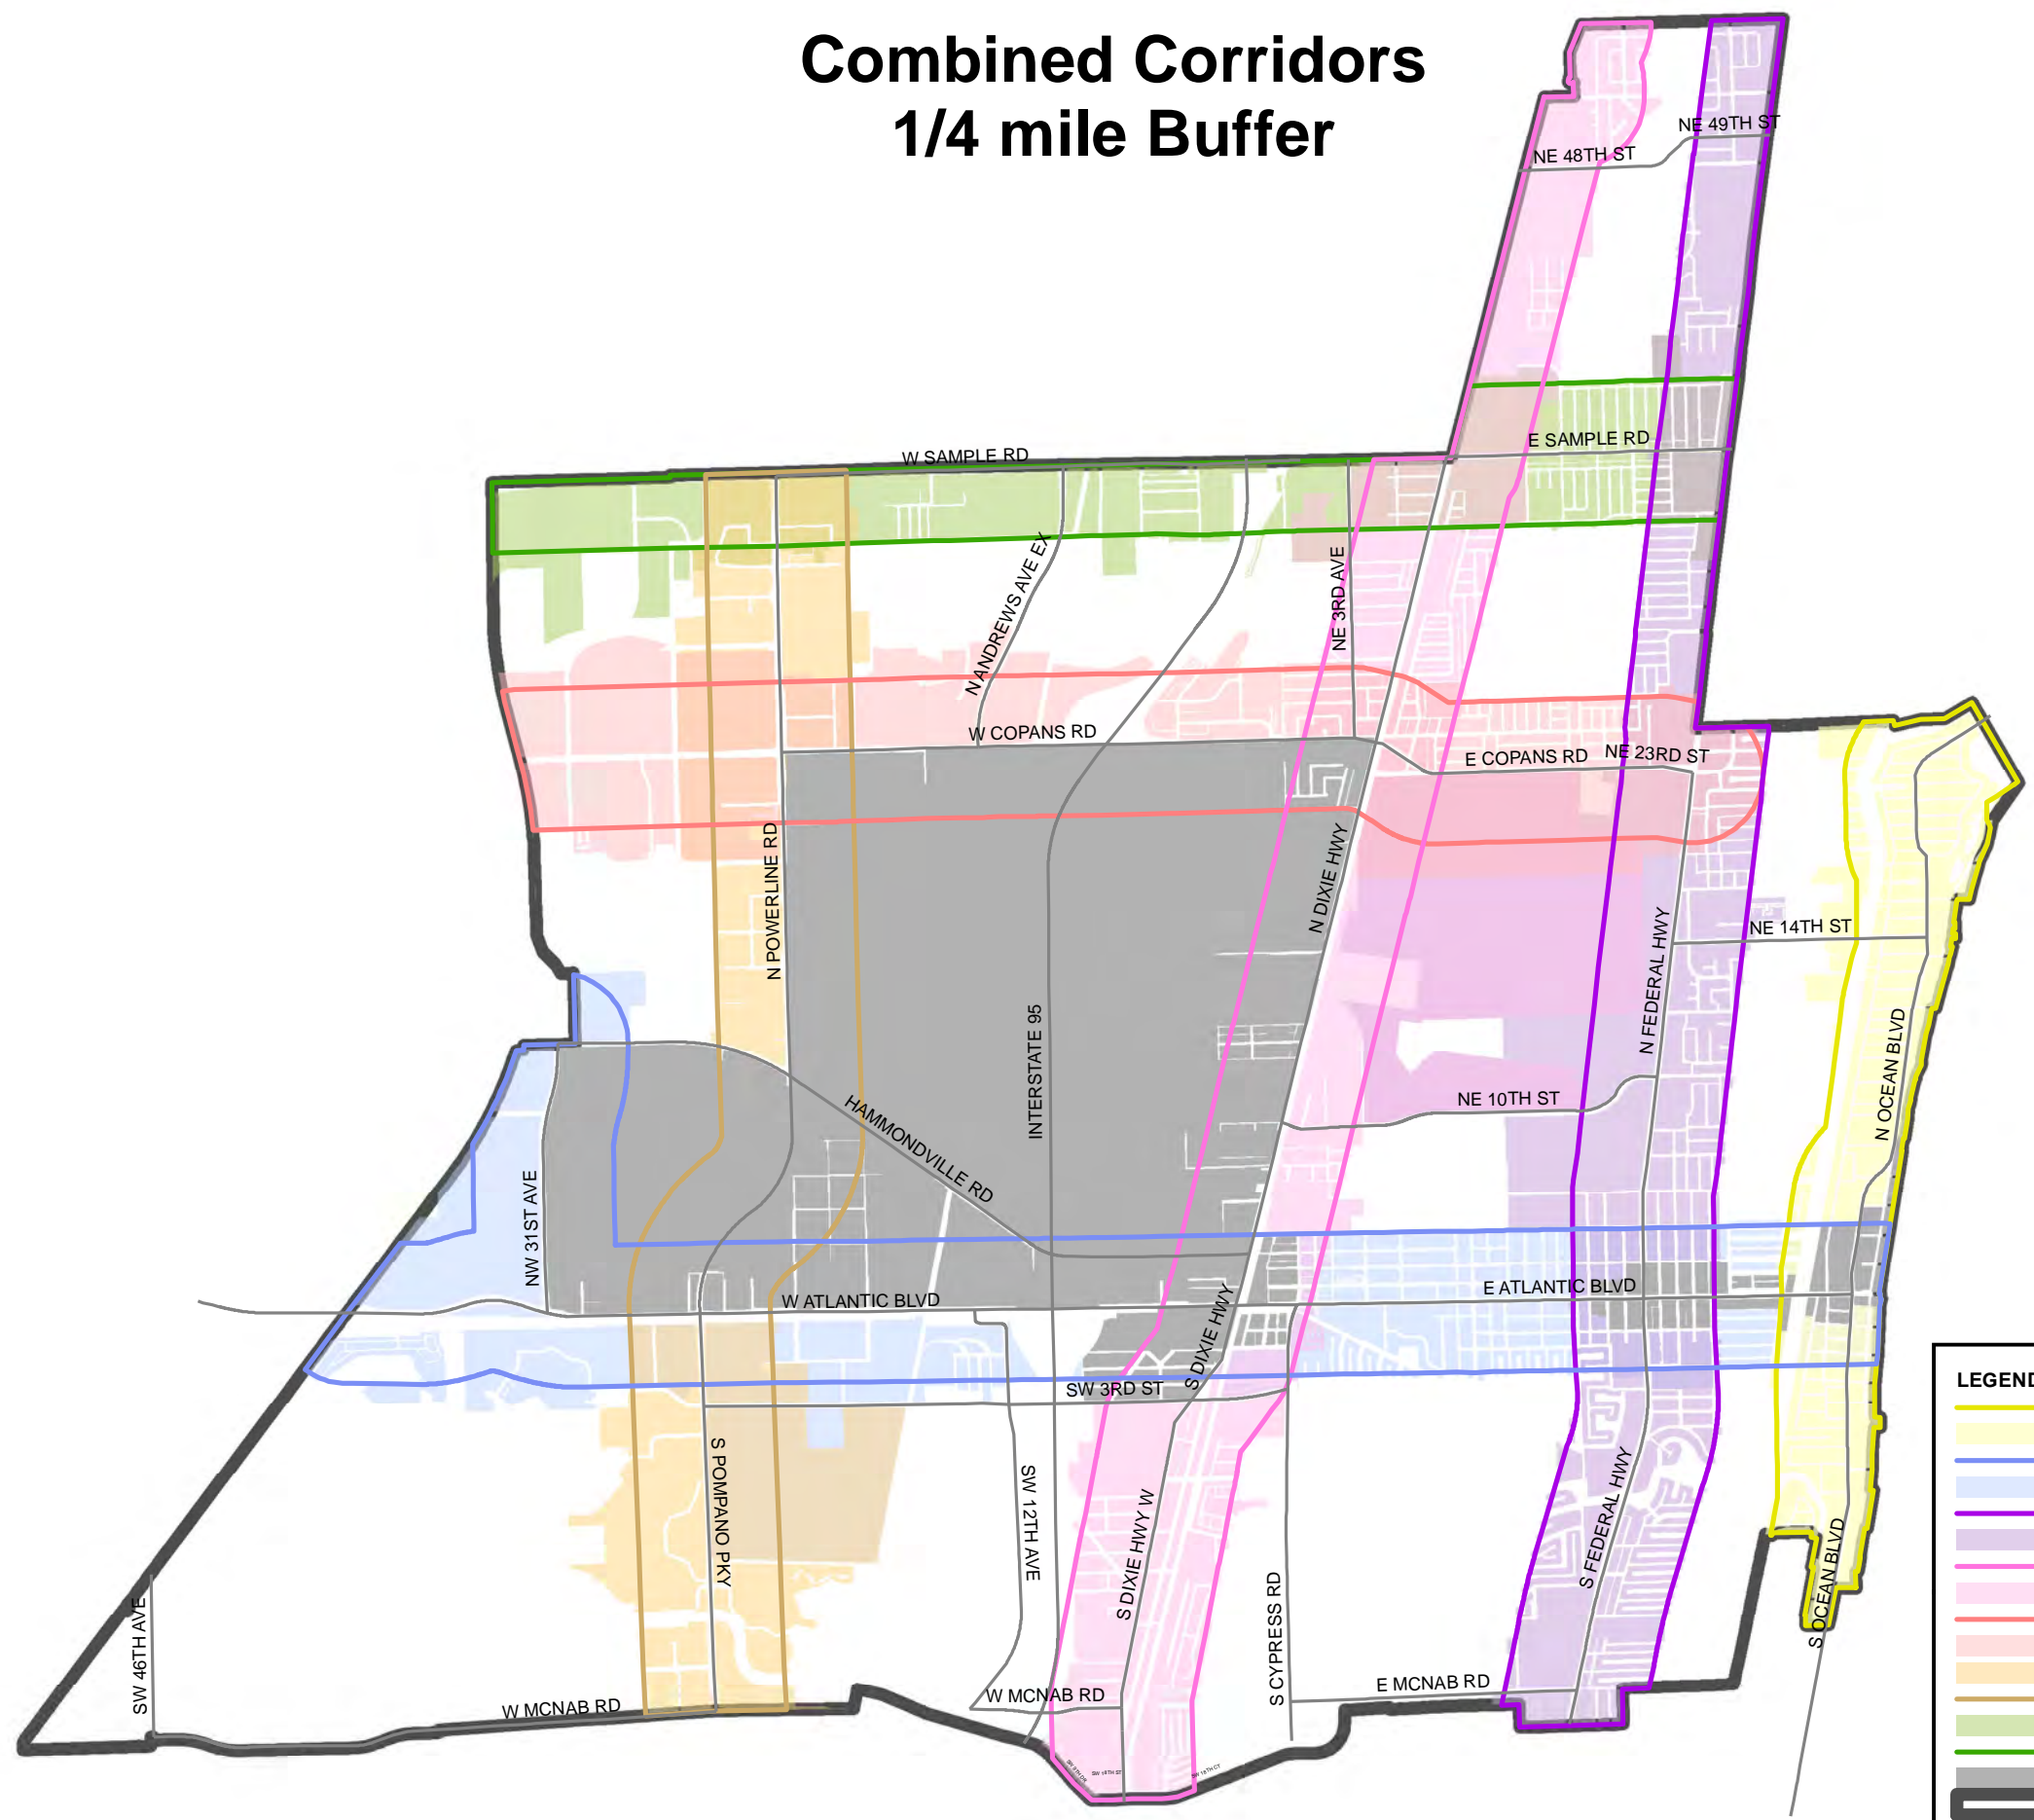 Combined Corridors
1/4 mile Buffer
NE 49TH ST
NE 48TH ST
E SAMPLE RD
W SAMPLE RD
N ANDREWS AVE EX
NE 3RD AVE
W COPANS RD
E COPANS RD
NE 23RD ST
N POWERLINE RD
N DIXIE HWY
NE 14TH ST
N FEDERAL HWY
INTERSTATE 95
N OCEAN BLVD
NE 10TH ST
HAMMONDVILLE RD
NW 31ST AVE
W ATLANTIC BLVD
E ATLANTIC BLVD
S DIXIE HWY
SW 3RD ST
LEGEND
S POMPANO PKY
SW 12TH AVE
S DIXIE HWY W
S FEDERAL HWY
S OCEAN BLVD
S CYPRESS RD
SW 46TH AVE
W MCNAB RD
W MCNAB RD
E MCNAB RD